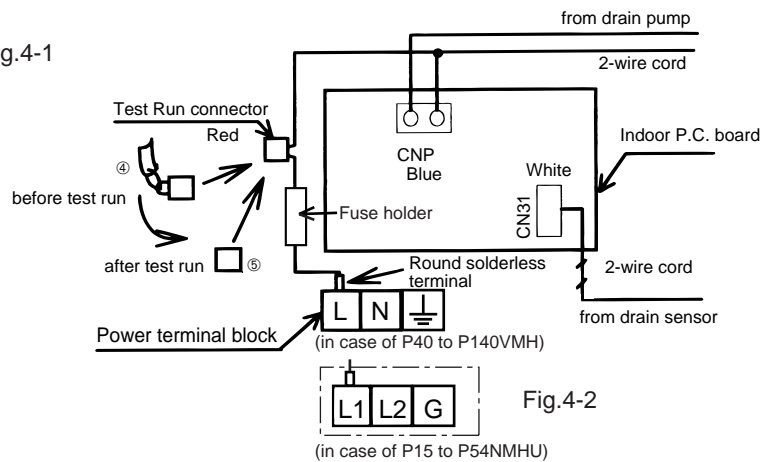 from drain pump
g.4-1
2-wire cord
Test Run connector
Red
Indoor P.C. board
CNP
Blue
White
④
CN31
before test run
Fuse holder
after test run
⑤
Round solderless
terminal
2-wire cord
L N
Power terminal block
from drain sensor
(in case of P40 to P140VMH)
L1 L2 G
Fig.4-2
(in case of P15 to P54NMHU)